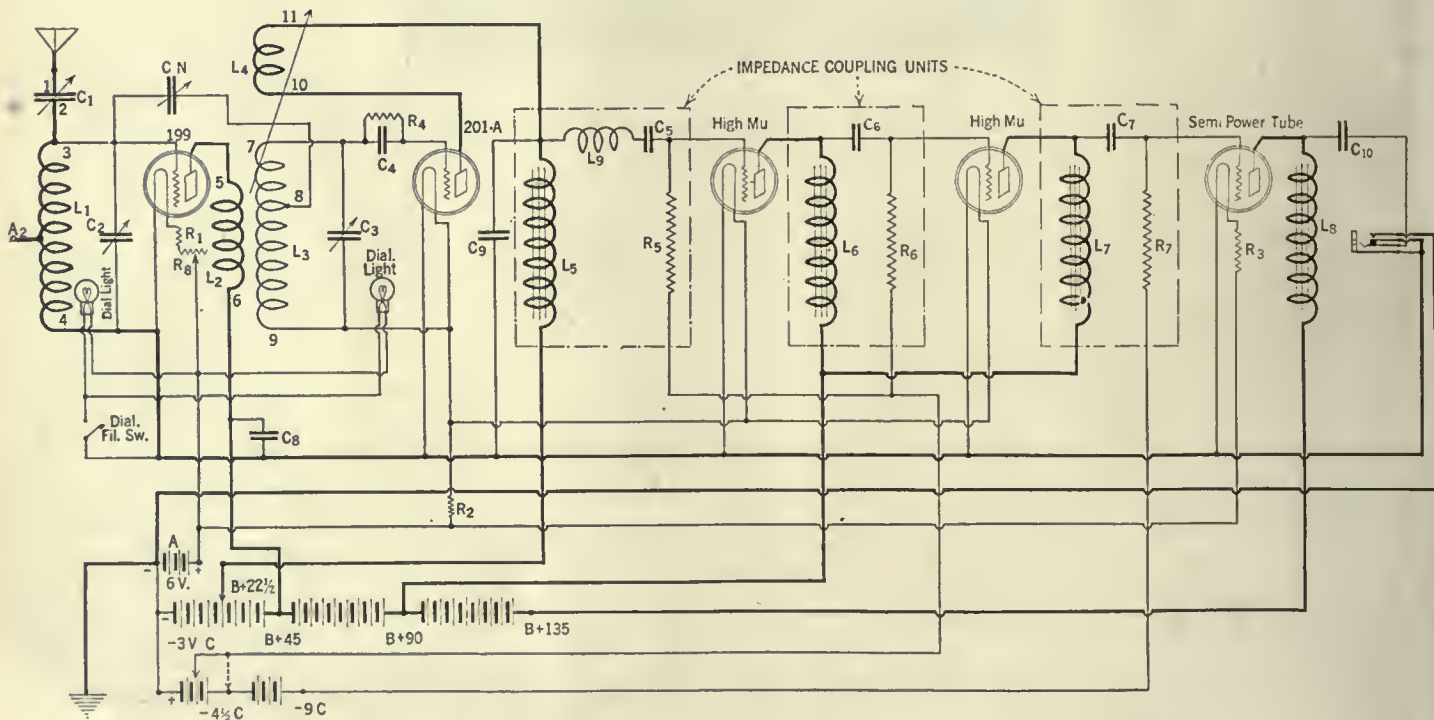 11
L4
10
IMPEDANCE COUPLING UNITS
1
C1
2
C N
R4
C4
201-A
C5
L9
High Mu
C6
High Mu
C7
Semi Power Tube
C10
3
199
5
7
8
L1
A2
C2
R1
R8
L2
L3
C3
Dial.
Light
C9
L5
R5
L6
R6
L7
R7
R3
L8
Dial Light
4
6
9
Dial.
Fil. Sw.
C8
R2
A
- +
6 V.
B+22½
-
-3 V C
B+45
B+90
B+135
+
-4½ C
-9 C